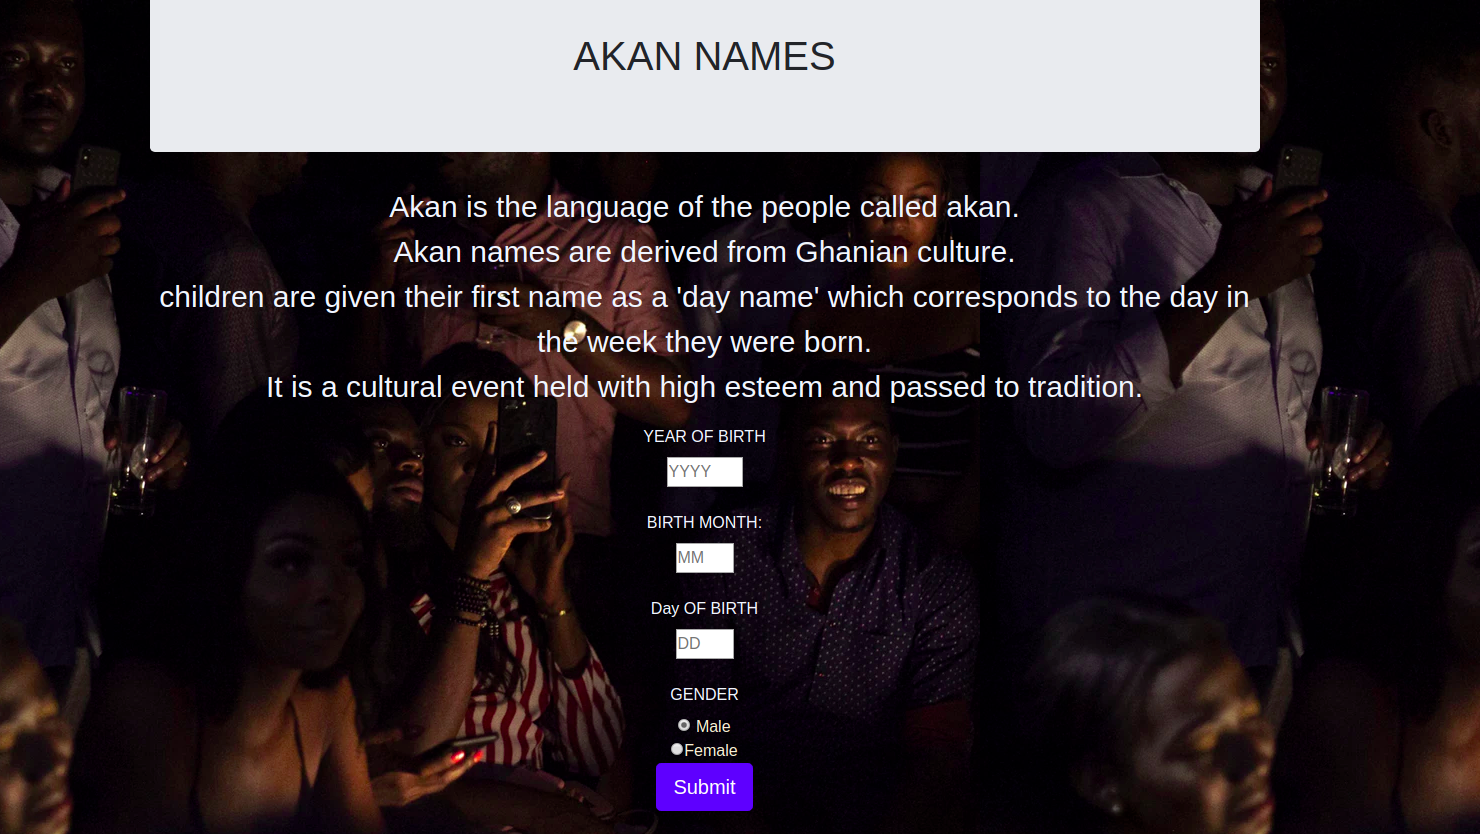 AKAN NAMES
Akan is the language of the people called akan.
Akan names are derived from Ghanian culture.
children are given their first name as a 'day name' which corresponds to the day in
the week they were born.
It is a cultural event held with high esteem and passed to tradition.
YEAR OF BIRTH
YYYY
BIRTH MONTH:
MM
Day OF BIRTH
DD
GENDER
Male
Female
Submit